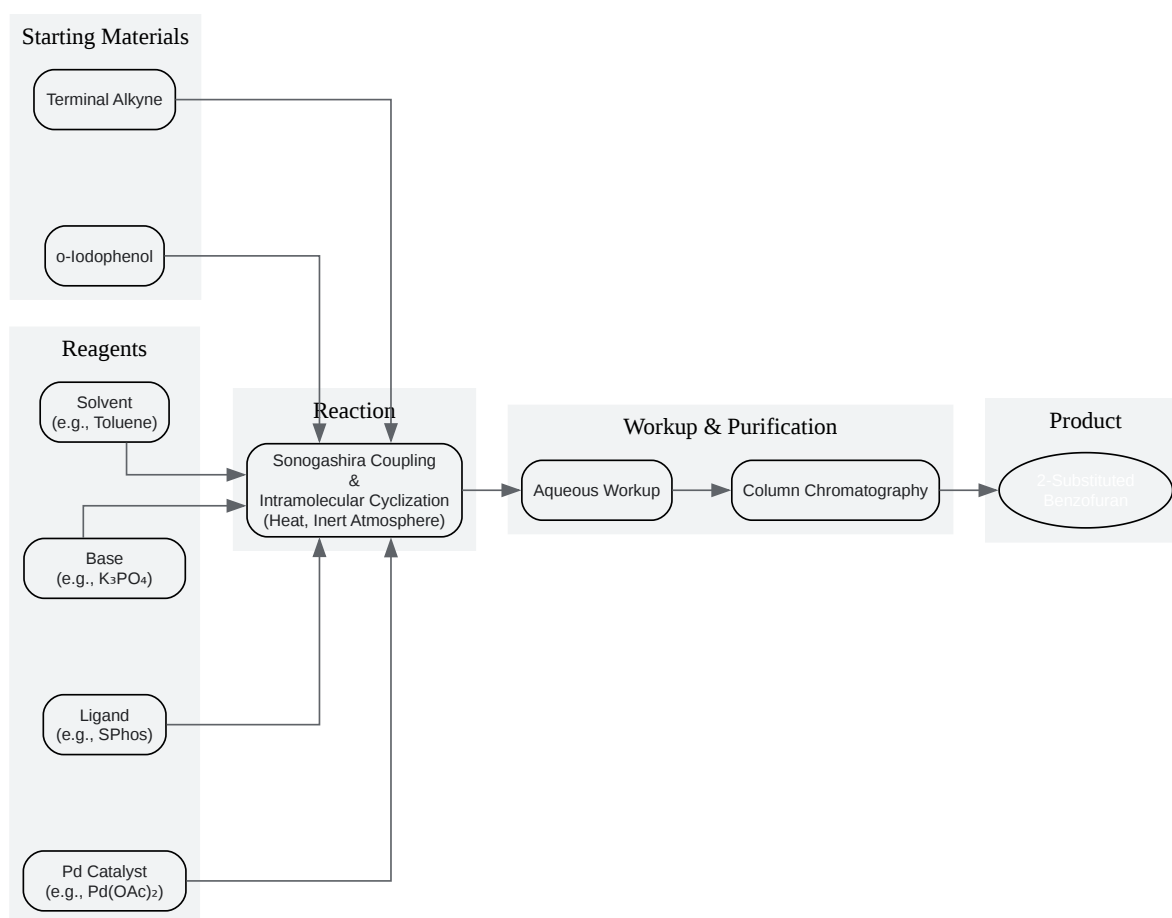 Starting Materials
Terminal Alkyne
o-Iodophenol
Reagents
Solvent
(e.g., Toluene)
Base
(e.g., K₃PO₄)
Ligand
(e.g., SPhos)
Pd Catalyst
(e.g., Pd(OAc)₂)
Reaction
Sonogashira Coupling
&
Intramolecular Cyclization
(Heat, Inert Atmosphere)
Workup & Purification
Aqueous Workup
Column Chromatography
Product
2-Substituted
Benzofuran